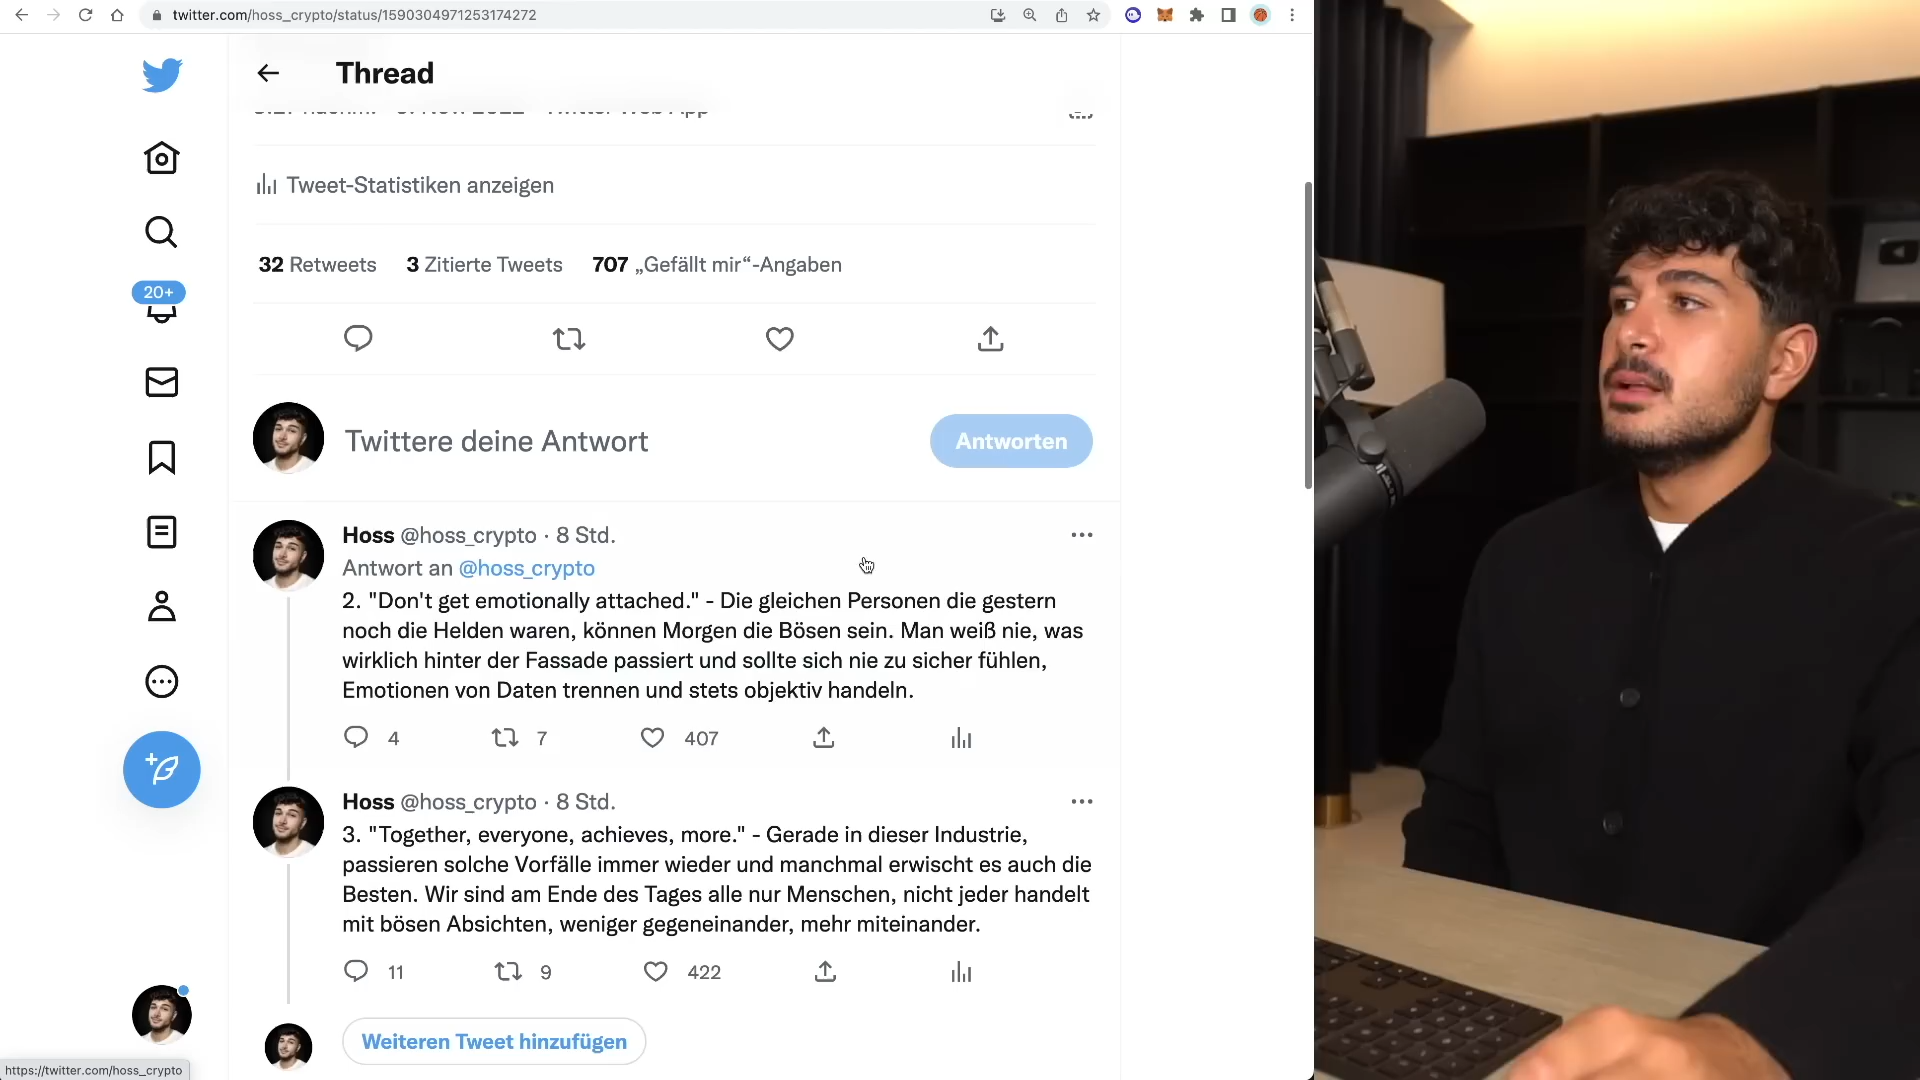 twitter.com/hoss_crypto/status/1590304971253174272
Thread
Tweet-Statistiken anzeigen
32 Retweets 3 Zitierte Tweets 707 „Gefällt mir“-Angaben
20+
Twittere deine Antwort
Antworten
Hoss @hoss_crypto · 8 Std.
Antwort an @hoss_crypto
2. "Don't get emotionally attached." - Die gleichen Personen die gestern
noch die Helden waren, können Morgen die Bösen sein. Man weiß nie, was
wirklich hinter der Fassade passiert und sollte sich nie zu sicher fühlen,
Emotionen von Daten trennen und stets objektiv handeln.
4 7 407
Hoss @hoss_crypto · 8 Std.
3. "Together, everyone, achieves, more." - Gerade in dieser Industrie,
passieren solche Vorfälle immer wieder und manchmal erwischt es auch die
Besten. Wir sind am Ende des Tages alle nur Menschen, nicht jeder handelt
mit bösen Absichten, weniger gegeneinander, mehr miteinander.
11 9 422
Weiteren Tweet hinzufügen
https://twitter.com/hoss_crypto